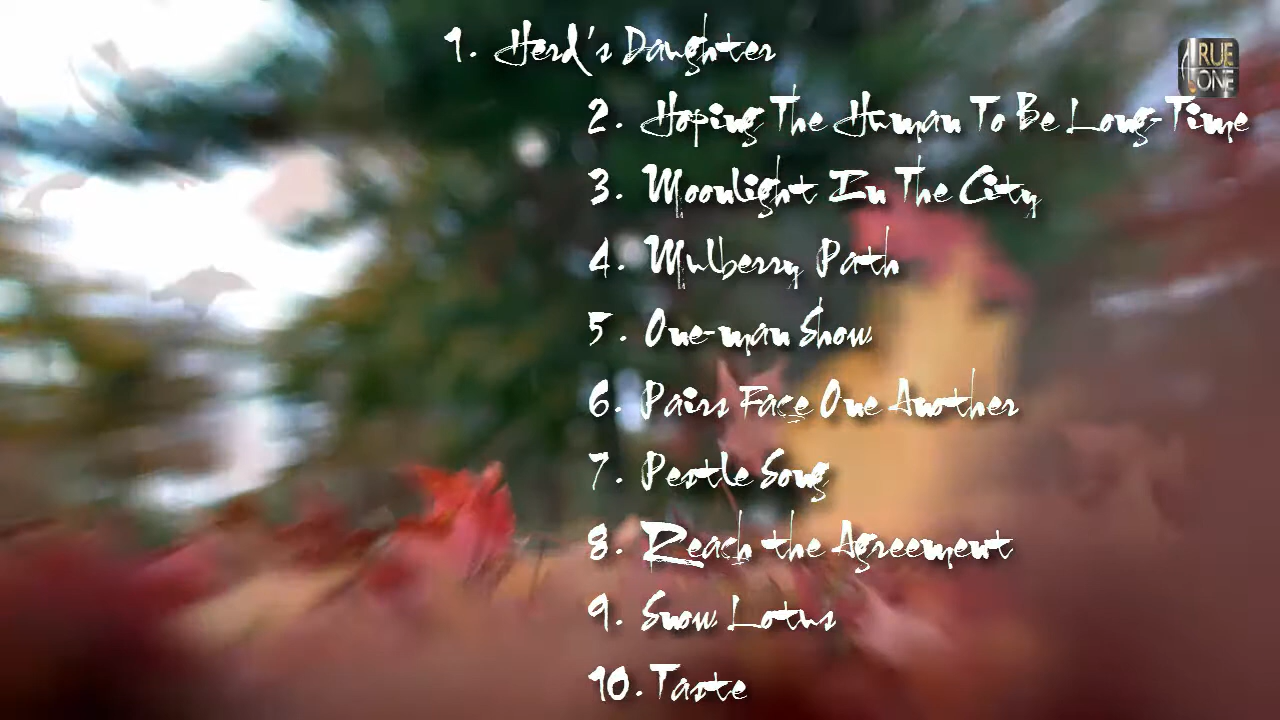 1. Herd's Daughter
TRUE
ONE
2. Hoping The Human To Be Long-Time
3. Moonlight In The City
4. Mulberry Path
5. One-man Show
6. Pairs Face One Another
7. Pestle Song
8. Reach the Agreement
9. Snow Lotus
10. Taste